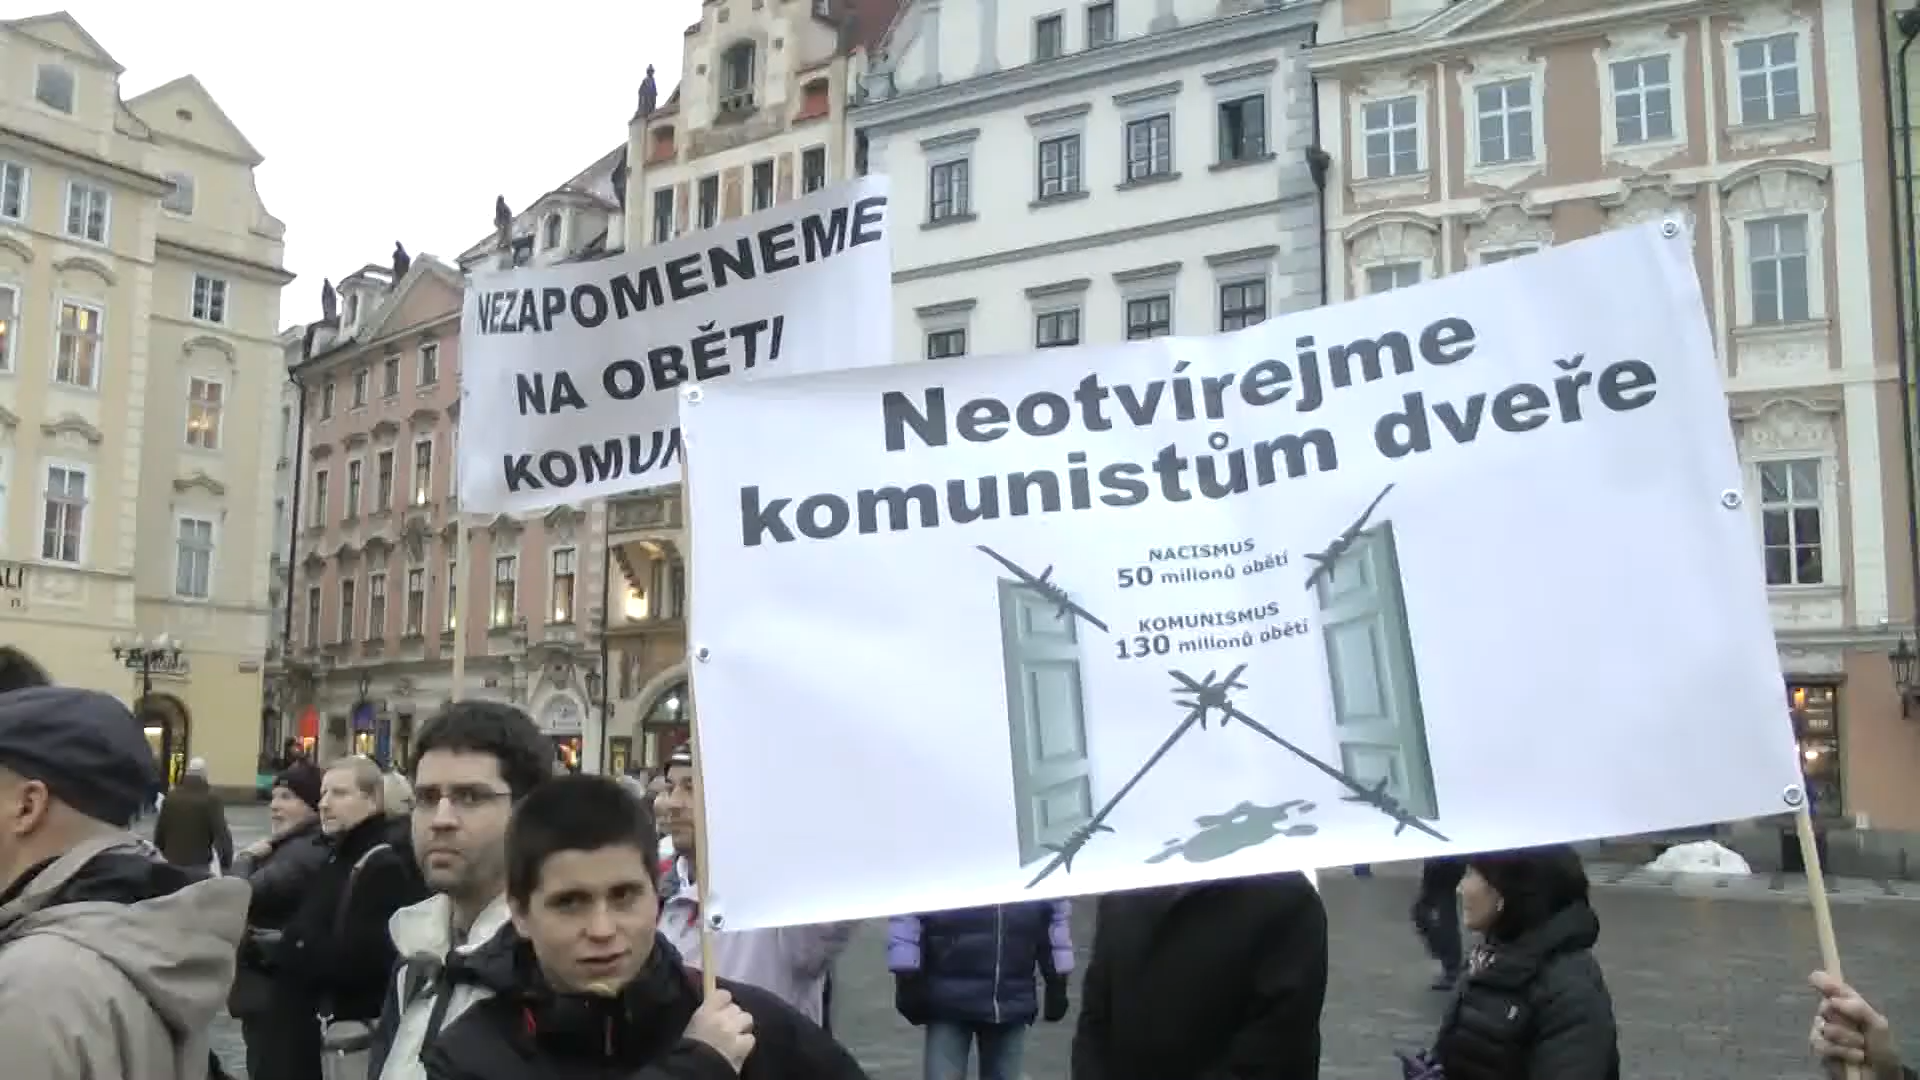 NEZAPOMENEME
NA OBĚTI
Neotvírejme
komunistům dveře
NACISMUS
50 milionů obětí
KOMUNISMUS
130 milionů obětí